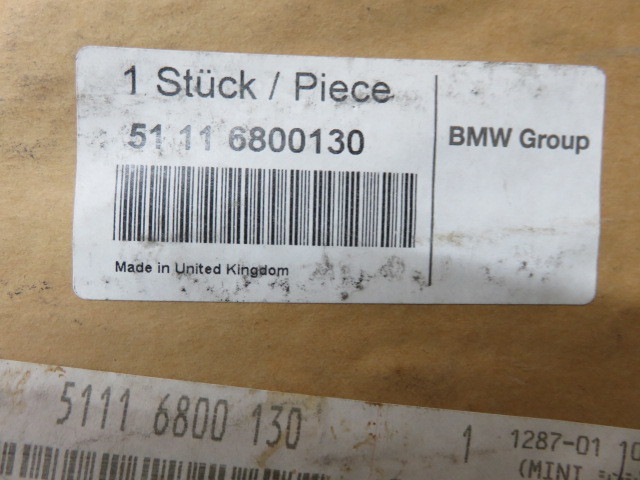 1 Stück / Piece
51 11 6800130
BMW Group
Made in United Kingdom
5111 6800 130
1
1287-01
(MINI